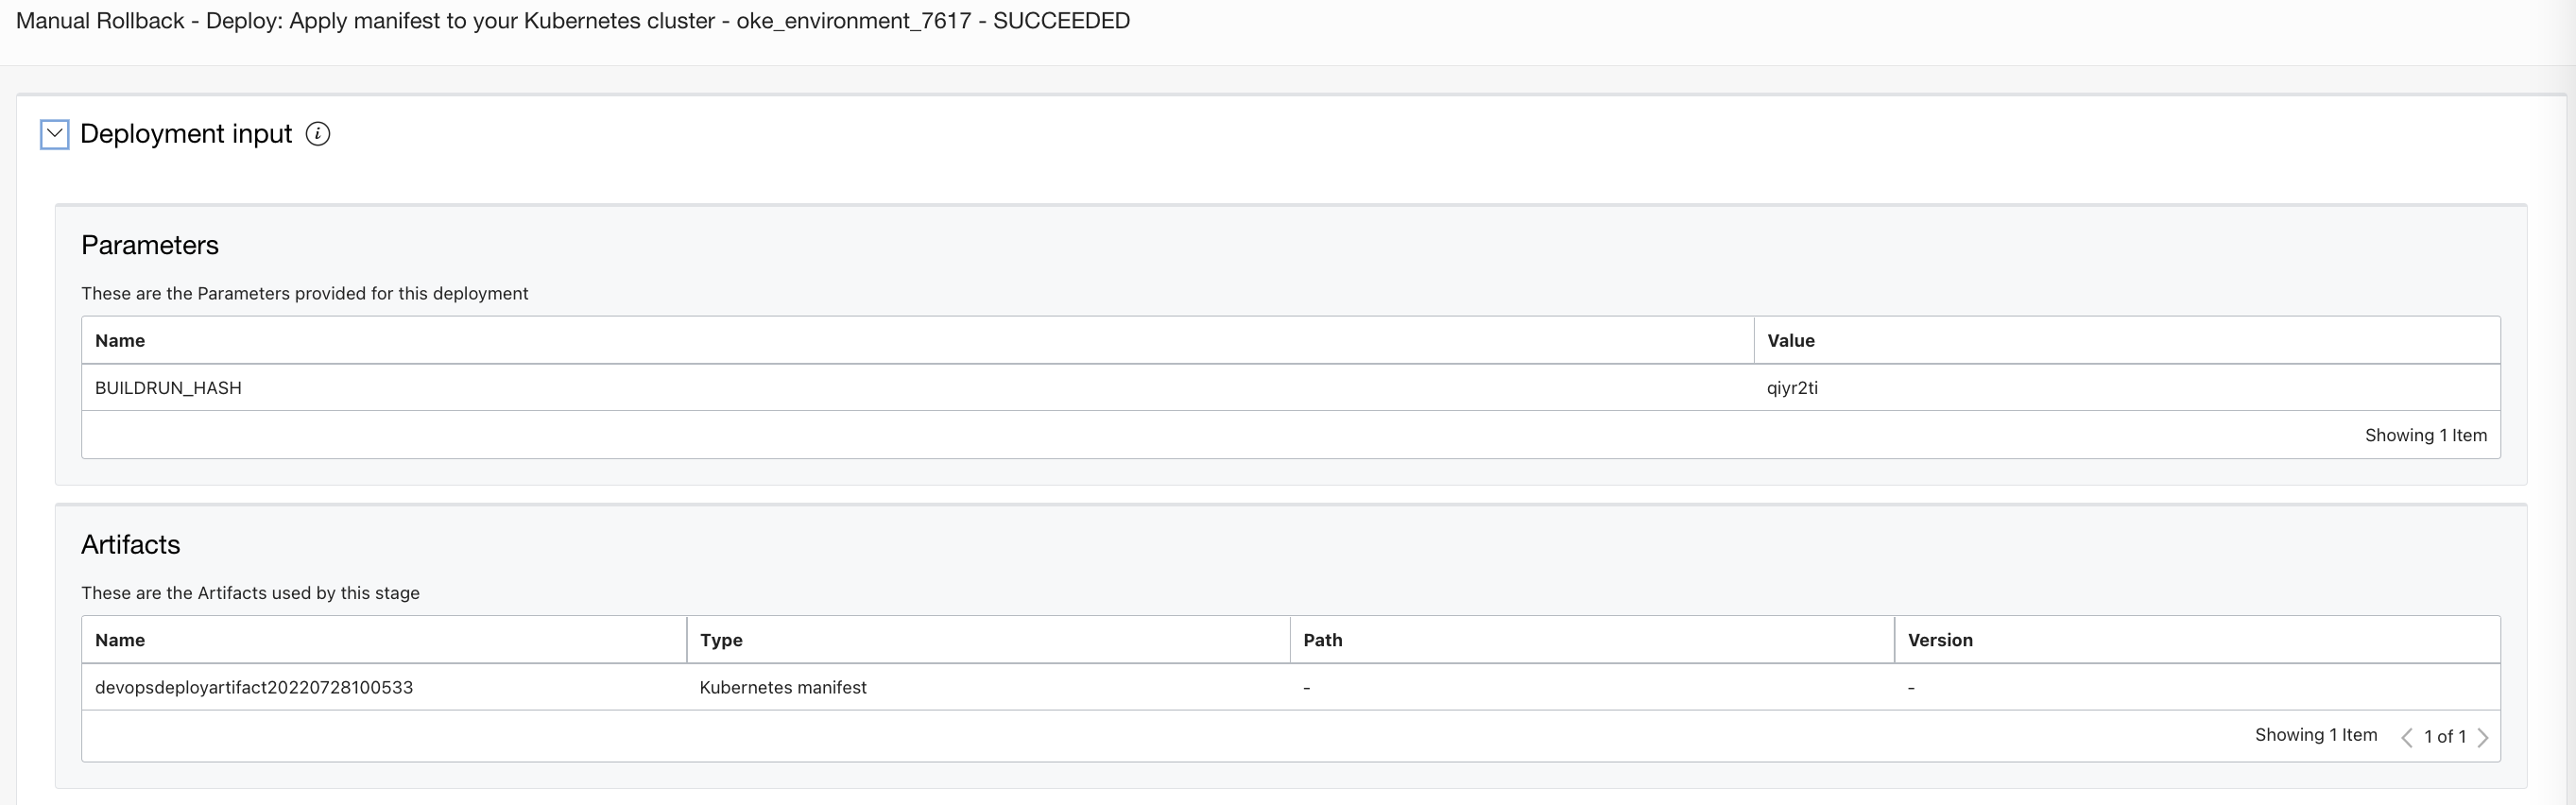 Manual Rollback - Deploy: Apply manifest to your Kubernetes cluster - oke_environment_7617 - SUCCEEDED
Deployment input i
Parameters
These are the Parameters provided for this deployment
Name Value
BUILDRUN_HASH qiyr2ti
Showing 1 Item
Artifacts
These are the Artifacts used by this stage
Name Type Path Version
devopsdeployartifact20220728100533 Kubernetes manifest - -
Showing 1 Item 1 of 1